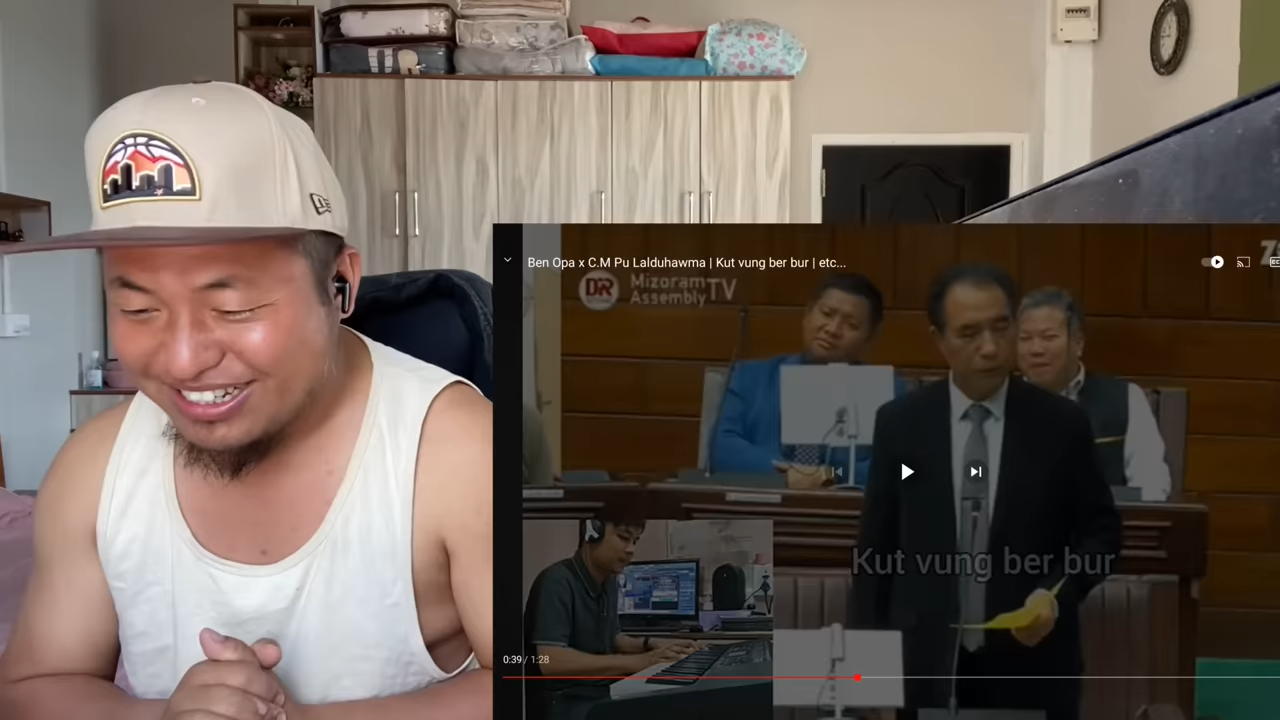 Ben Opa x C.M Pu Lalduhawma | Kut vung ber bur | etc...
Mizoram
Assembly TV
Kut vung ber bur
0:39 / 1:28